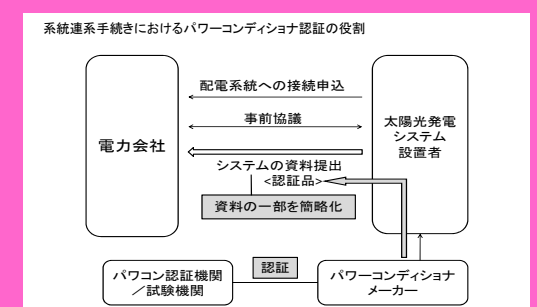 系統連系手続きにおけるパワーコンディショナ認証の役割
電力会社
配電系統への接続申込
事前協議
システムの資料提出
<認証品>
資料の一部を簡略化
太陽光発電
システム
設置者
パワコン認証機関
／試験機関
認証
パワーコンディショナ
メーカー